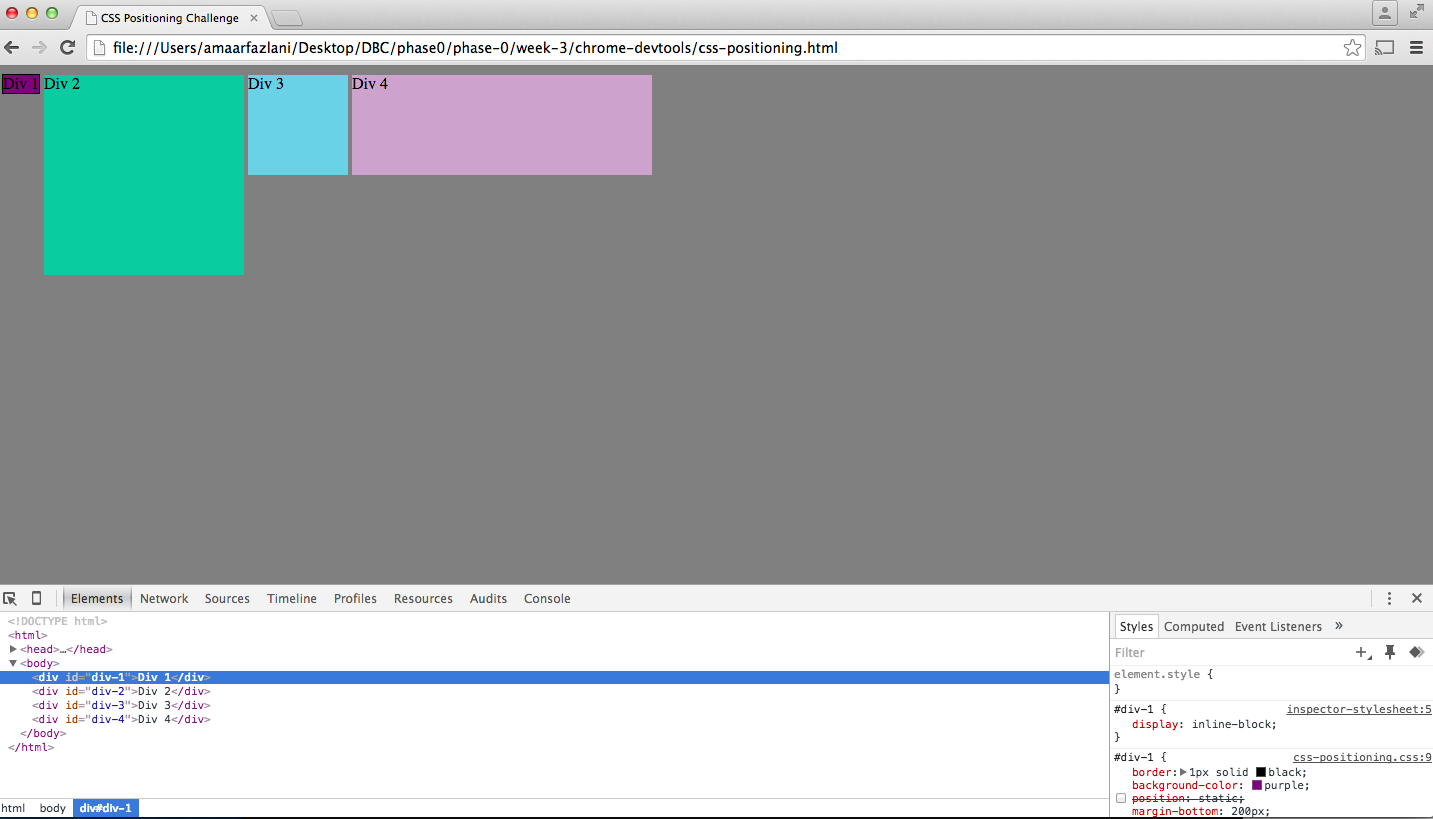 CSS Positioning Challenge
file:///Users/amaarfazlani/Desktop/DBC/phase0/phase-0/week-3/chrome-devtools/css-positioning.html
Div 1 Div 2 Div 3 Div 4
Elements Network Sources Timeline Profiles Resources Audits Console
<!DOCTYPE html>
<html>
<head>…</head>
<body>
<div id="div-1">Div 1</div>
<div id="div-2">Div 2</div>
<div id="div-3">Div 3</div>
<div id="div-4">Div 4</div>
</body>
</html>
html body div#div-1
Styles Computed Event Listeners »
Filter
element.style {
}
#div-1 { inspector-stylesheet:5
display: inline-block;
}
#div-1 { css-positioning.css:9
border: 1px solid black;
background-color: purple;
position: static;
margin-bottom: 200px;